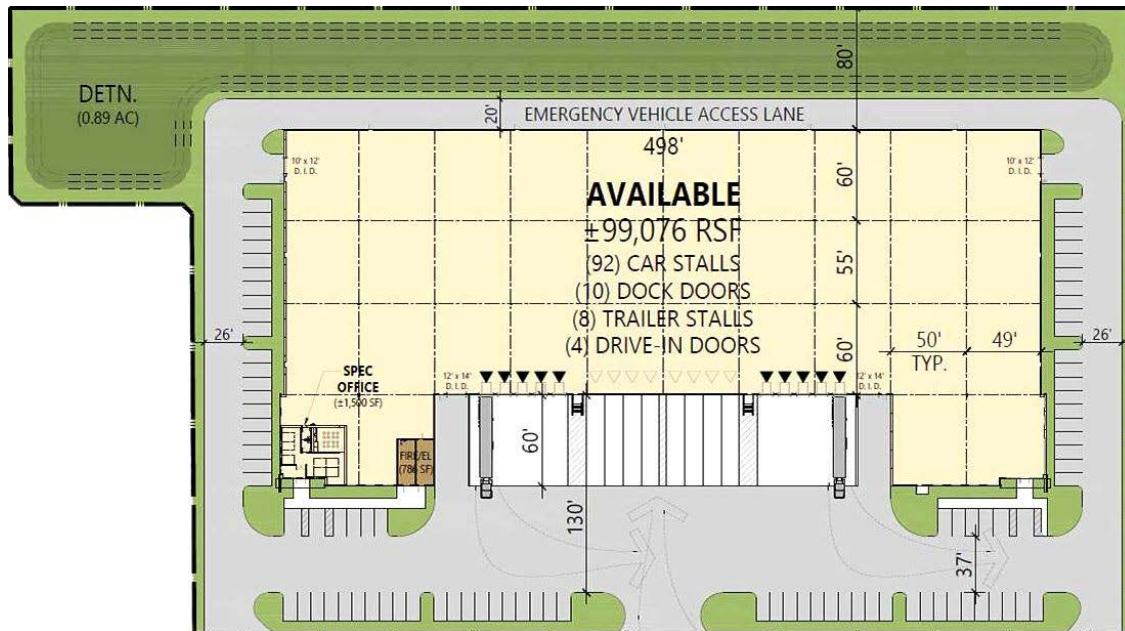 DETN.
(0.89 AC)
80'
20'
EMERGENCY VEHICLE ACCESS LANE
498'
10' x 12'
D. I. D.
10' x 12'
D. I. D.
AVAILABLE
±99,076 RSF
(92) CAR STALLS
(10) DOCK DOORS
(8) TRAILER STALLS
(4) DRIVE-IN DOORS
60'
55'
60'
26'
26'
50'
TYP.
49'
SPEC
OFFICE
(±1,500 SF)
12' x 14'
D. I. D.
12' x 14'
D. I. D.
FIRE/EL
(786 SF)
60'
130'
37'